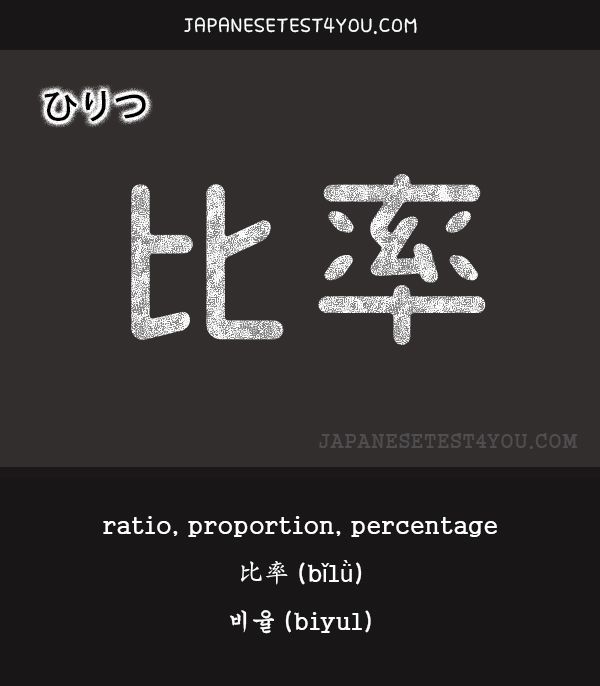 JAPANESETEST4YOU.COM
ひりつ
比率
JAPANESETEST4YOU.COM
ratio, proportion, percentage
比率 (bǐlǜ)
비율 (biyul)